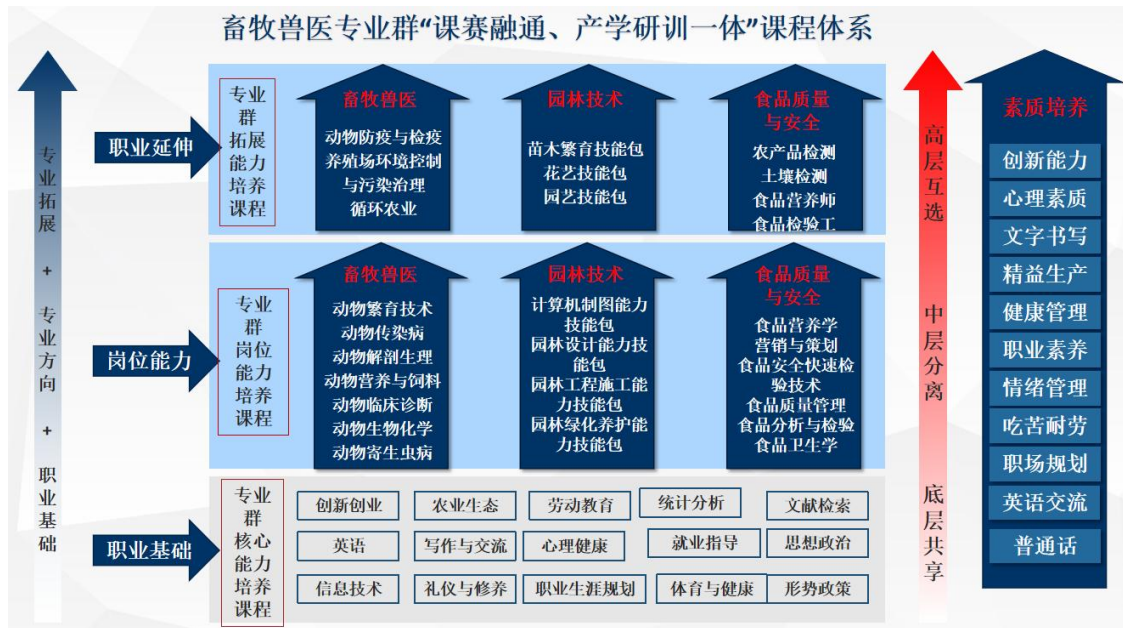 畜牧兽医专业群“课赛融通、产学研训一体”课程体系
专业拓展 + 专业方向 + 职业基础
职业延伸
专业
群
拓展
能力
培养
课程
畜牧兽医
动物防疫与检疫
养殖场环境控制
与污染治理
循环农业
园林技术
苗木繁育技能包
花艺技能包
园艺技能包
食品质量
与安全
农产品检测
土壤检测
食品营养师
食品检验工
岗位能力
专业
群
岗位
能力
培养
课程
畜牧兽医
动物繁育技术
动物传染病
动物解剖生理
动物营养与饲料
动物临床诊断
动物生物化学
动物寄生虫病
园林技术
计算机制图能力
技能包
园林设计能力技
能包
园林工程施工能
力技能包
园林绿化养护能
力技能包
食品质量
与安全
食品营养学
营销与策划
食品安全快速检
验技术
食品质量管理
食品分析与检验
食品卫生学
职业基础
专业
群
核心
能力
培养
课程
创新创业
农业生态
劳动教育
统计分析
文献检索
英语
写作与交流
心理健康
就业指导
思想政治
信息技术
礼仪与修养
职业生涯规划
体育与健康
形势政策
高层互选
中层分离
底层共享
素质培养
创新能力
心理素质
文字书写
精益生产
健康管理
职业素养
情绪管理
吃苦耐劳
职场规划
英语交流
普通话